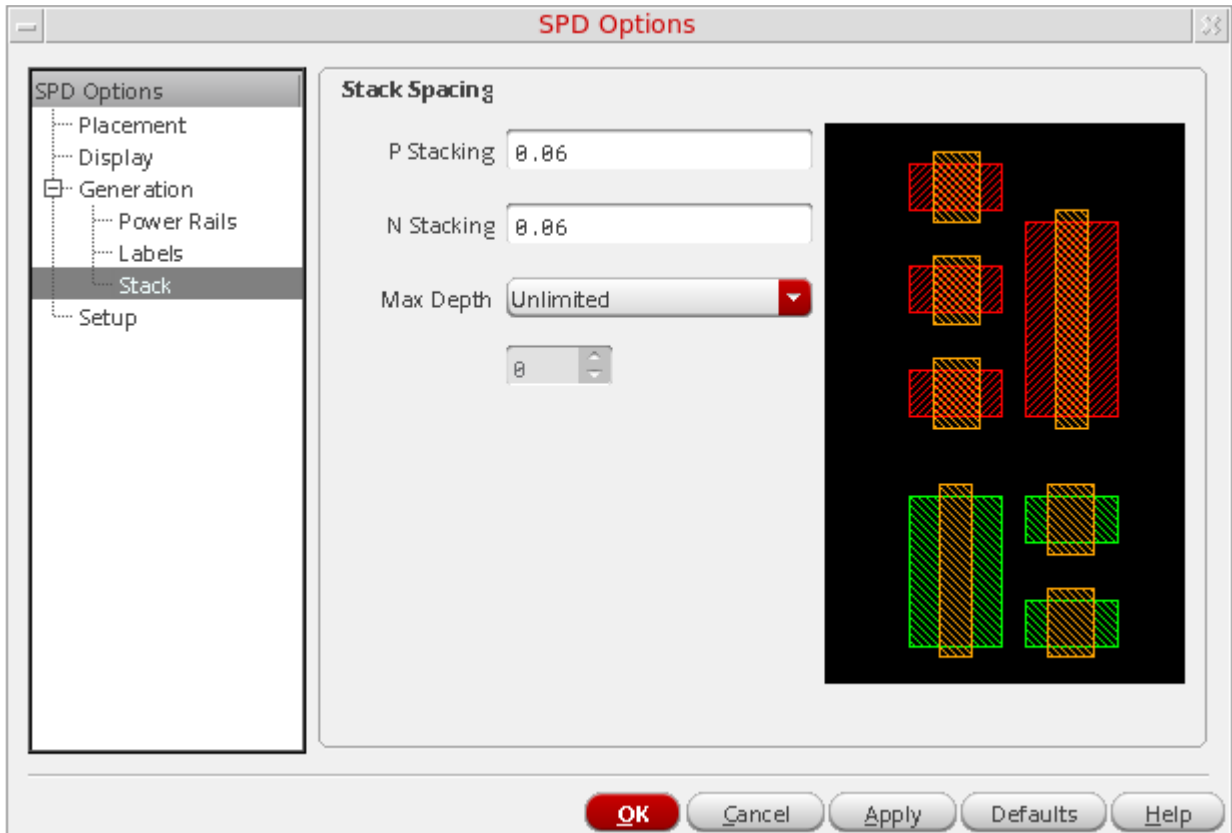 SPD Options
SPD Options
Placement
Display
Generation
Power Rails
Labels
Stack
Setup
Stack Spacing
P Stacking 0.06
N Stacking 0.06
Max Depth Unlimited
0
OK Cancel Apply Defaults Help